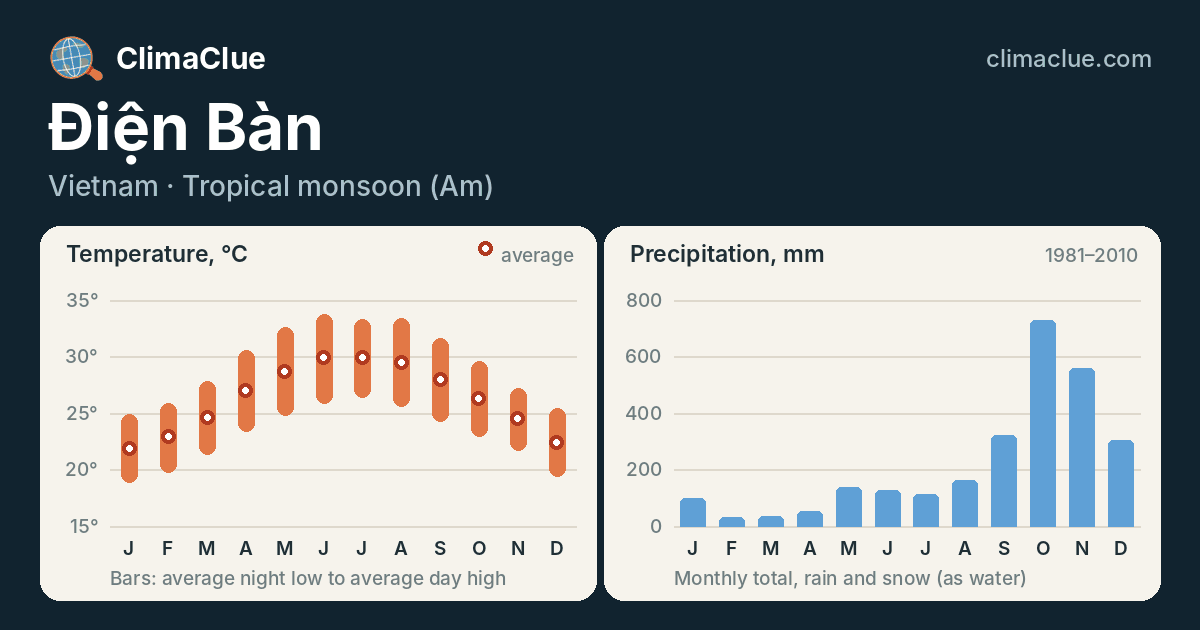 ClimaClue
climaclue.com
Điện Bàn
Vietnam · Tropical monsoon (Am)
Temperature, °C
average
35°
30°
25°
20°
15°
J F M A M J J A S O N D
Bars: average night low to average day high
Precipitation, mm
1981–2010
800
600
400
200
0
J F M A M J J A S O N D
Monthly total, rain and snow (as water)